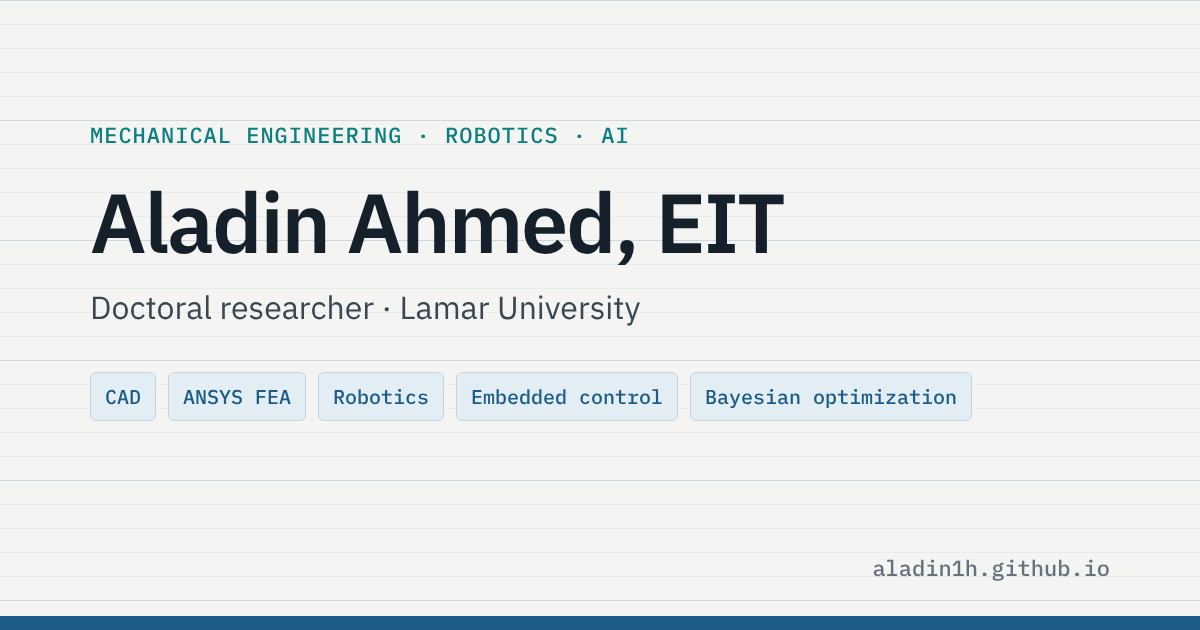 MECHANICAL ENGINEERING · ROBOTICS · AI
Aladin Ahmed, EIT
Doctoral researcher · Lamar University
CAD ANSYS FEA Robotics Embedded control Bayesian optimization
aladin1h.github.io